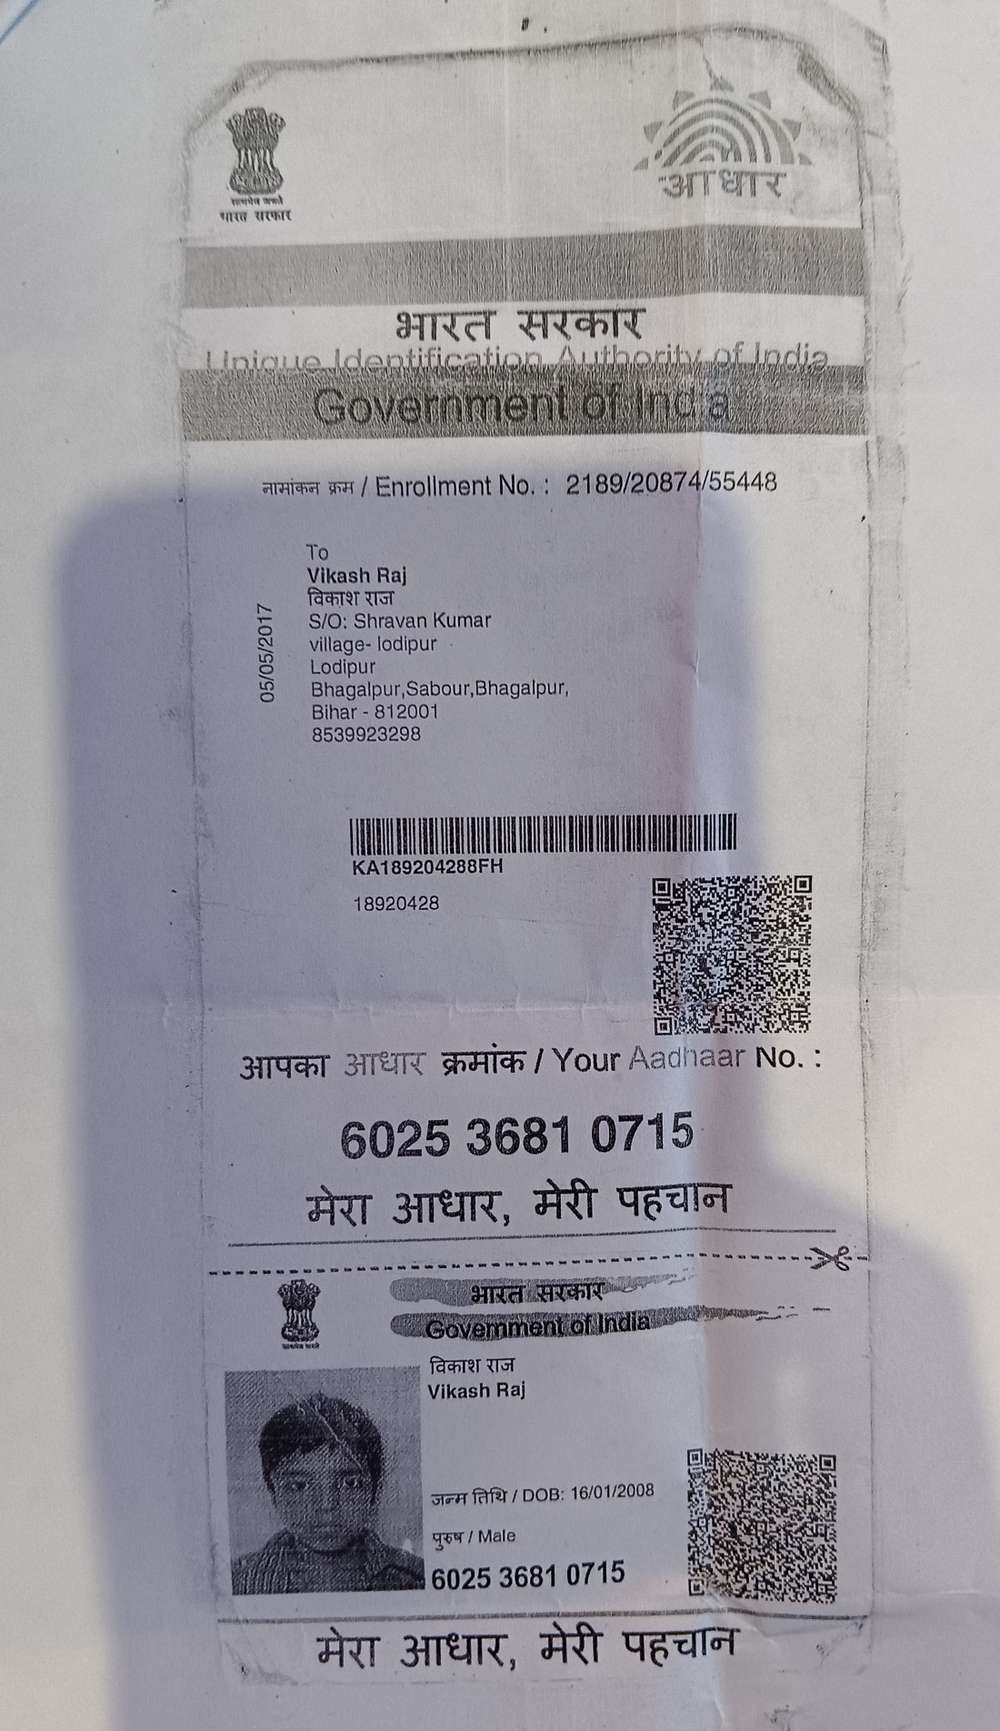 सत्यमेव जयते
भारत सरकार
आधार
भारत सरकार
Unique Identification Authority of India
Government of India
नामांकन क्रम / Enrollment No. : 2189/20874/55448
05/05/2017
To
Vikash Raj
विकाश राज
S/O: Shravan Kumar
village- lodipur
Lodipur
Bhagalpur,Sabour,Bhagalpur,
Bihar - 812001
8539923298
KA189204288FH
18920428
आपका आधार क्रमांक / Your Aadhaar No. :
6025 3681 0715
मेरा आधार, मेरी पहचान
भारत सरकार
Government of India
विकाश राज
Vikash Raj
जन्म तिथि / DOB: 16/01/2008
पुरुष / Male
6025 3681 0715
मेरा आधार, मेरी पहचान